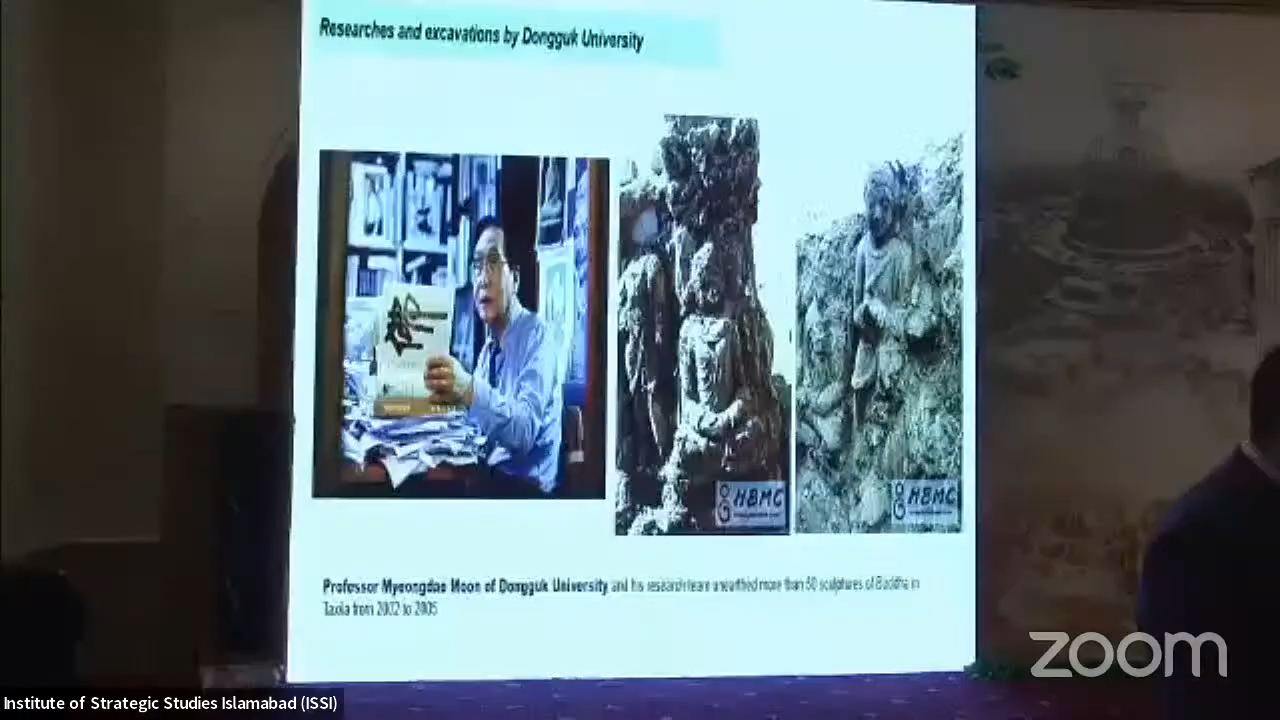 Researches and excavations by Dongguk University
HBMC
HBMC
Professor Myeongdae Moon of Dongguk University and his research team unearthed more than 50 sculptures of Buddha in
Taxila from 2002 to 2005
zoom
Institute of Strategic Studies Islamabad (ISSI)